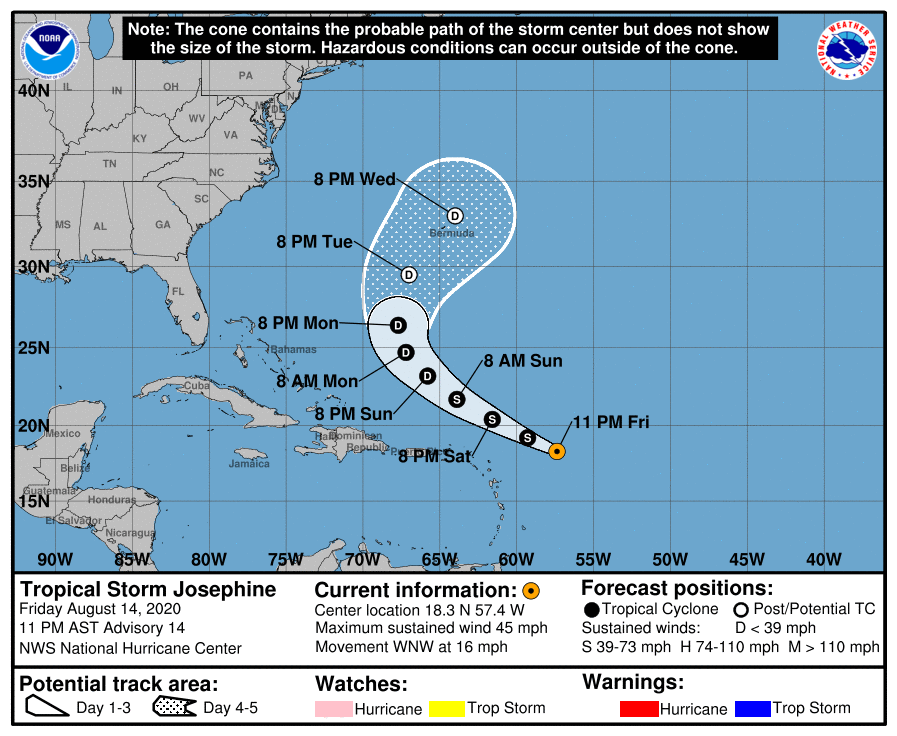 Note: The cone contains the probable path of the storm center but does not show
the size of the storm. Hazardous conditions can occur outside of the cone.
NOAA
NATIONAL WEATHER SERVICE
40N
IL
IN
OH
PA
WV
KY
VA
TN
NC
35N
SC
MS
AL
GA
8 PM Wed
D
Bermuda
8 PM Tue
D
30N
FL
8 PM Mon
D
25N
Bahamas
D
8 AM Sun
8 AM Mon
D
Cuba
S
8 PM Sun
20N
S
11 PM Fri
Mexico
Dominican
Republic
S
8 PM Sat
Jamaica
Belize
Guatemala
Honduras
15N
El Salvador
Nicaragua
90W 85W 80W 75W 70W 65W 60W 55W 50W 45W 40W
Tropical Storm Josephine
Friday August 14, 2020
11 PM AST Advisory 14
NWS National Hurricane Center
Current information:
Center location 18.3 N 57.4 W
Maximum sustained wind 45 mph
Movement WNW at 16 mph
Forecast positions:
Tropical Cyclone Post/Potential TC
Sustained winds: D < 39 mph
S 39-73 mph H 74-110 mph M > 110 mph
Potential track area:
Day 1-3 Day 4-5
Watches:
Hurricane Trop Storm
Warnings:
Hurricane Trop Storm